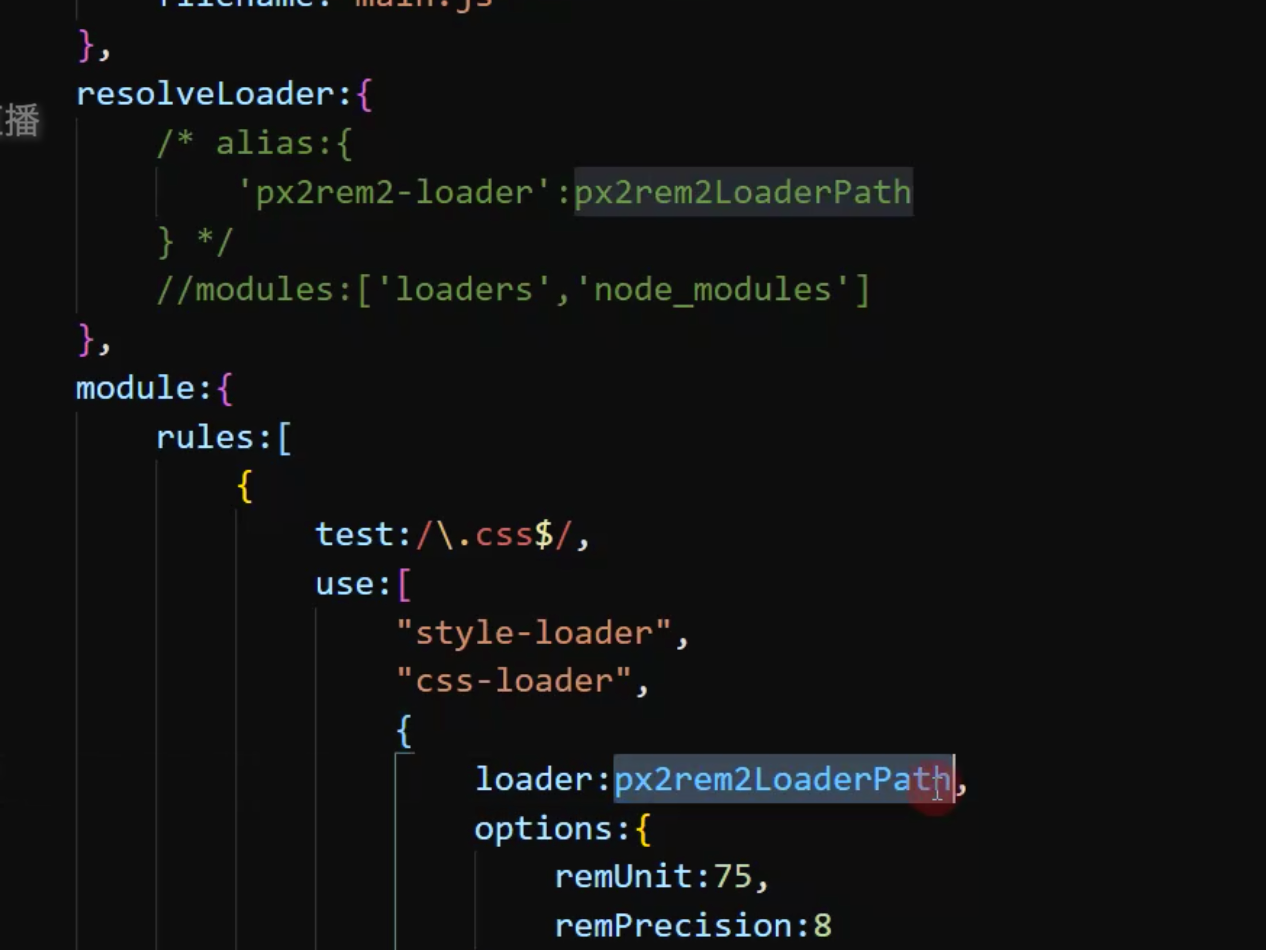 filename:'main.js'
},
resolveLoader:{
播
/* alias:{
'px2rem2-loader':px2rem2LoaderPath
} */
//modules:['loaders','node_modules']
},
module:{
rules:[
{
test:/\.css$/,
use:[
"style-loader",
"css-loader",
{
loader:px2rem2LoaderPath,
options:{
remUnit:75,
remPrecision:8